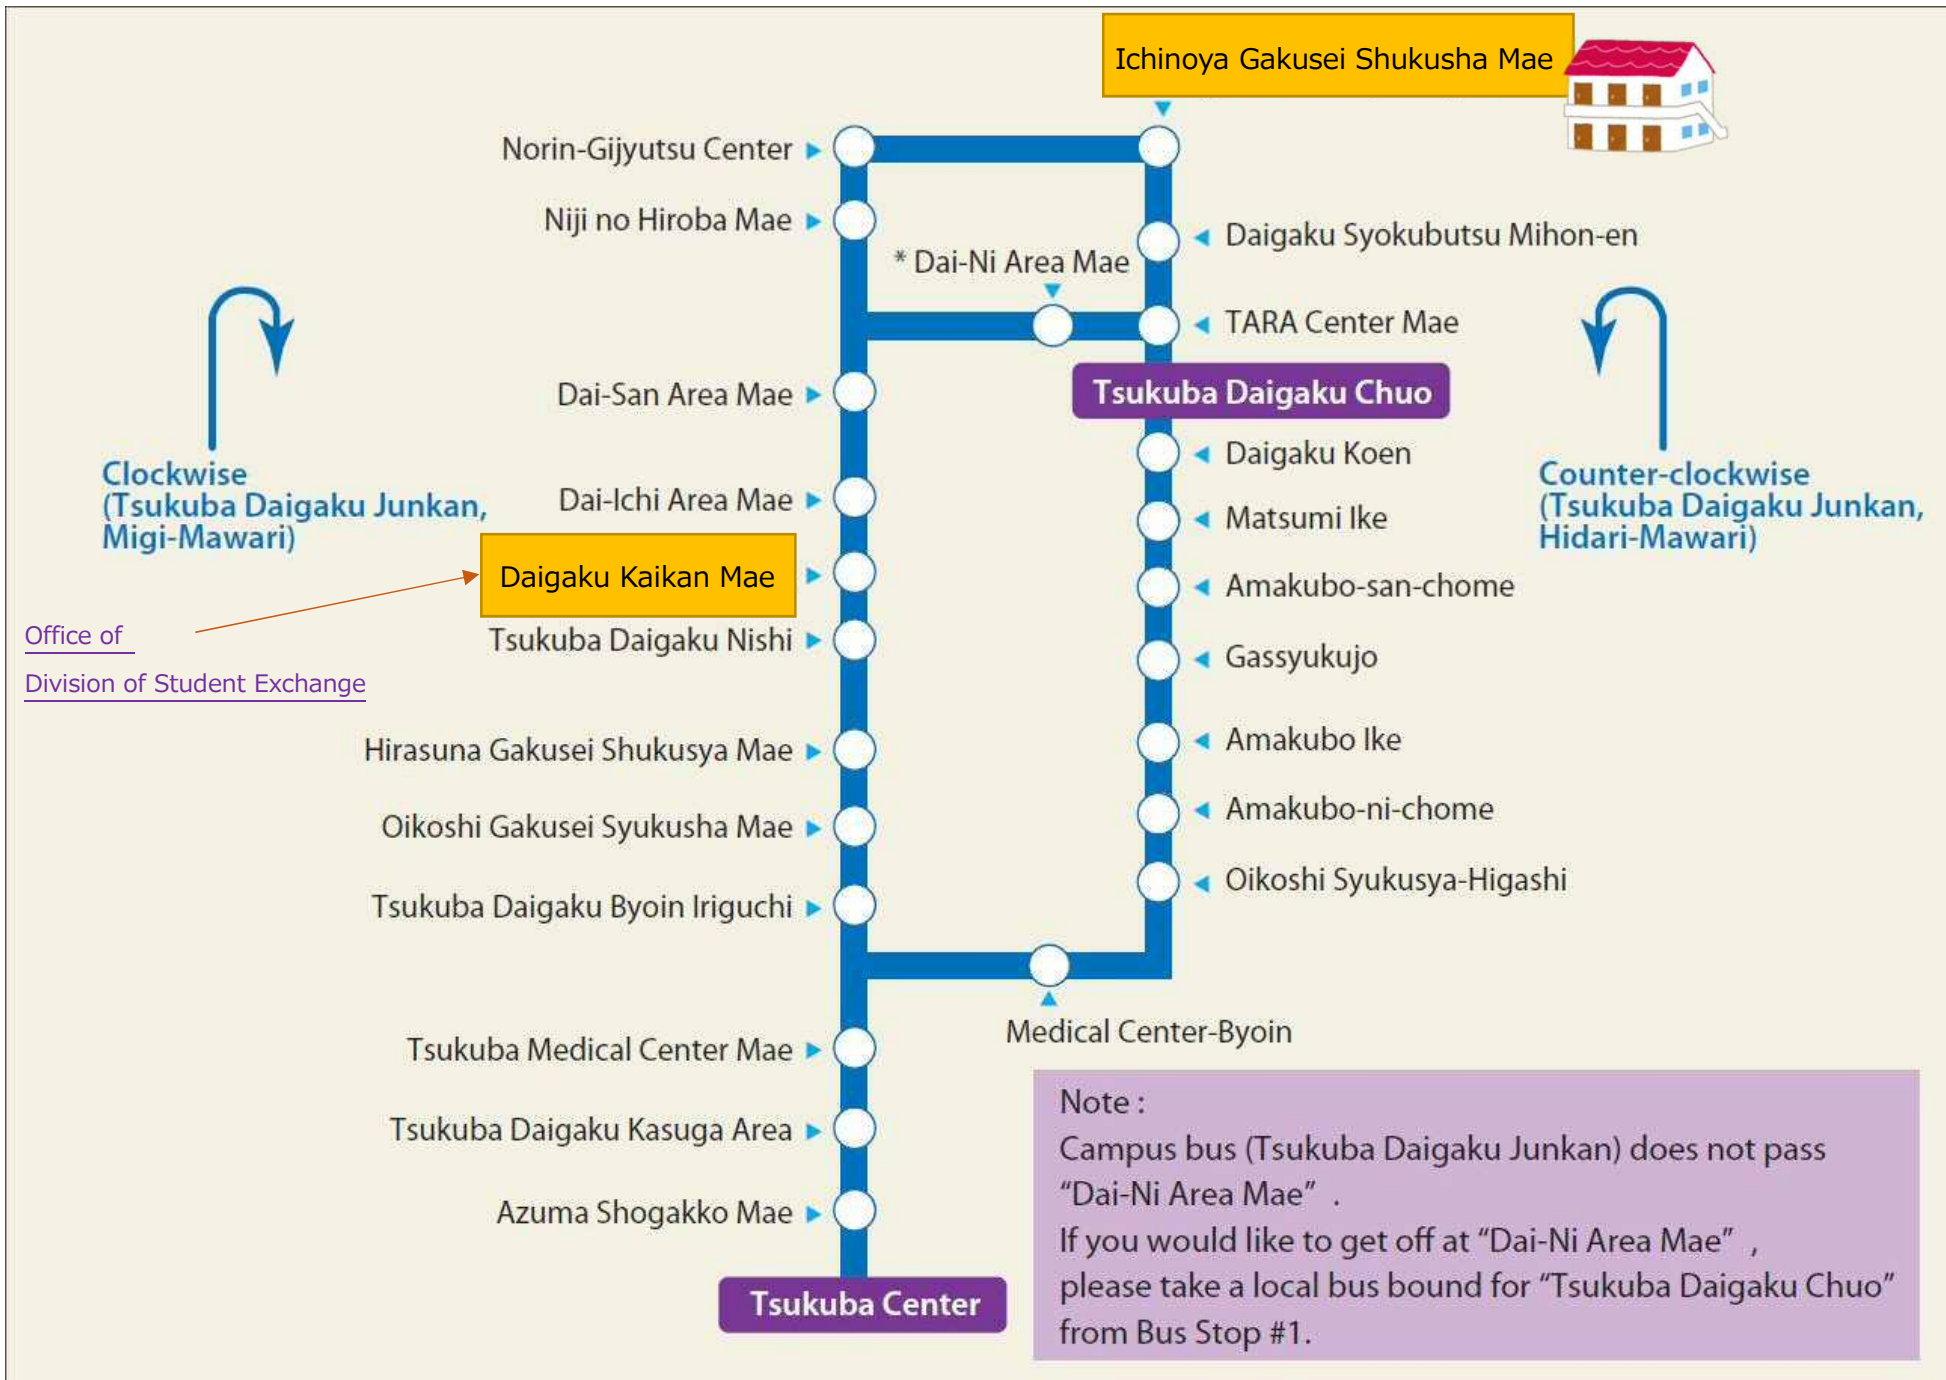 Ichinoya Gakusei Shukusha Mae
Norin-Gijyutsu Center
Niji no Hiroba Mae
Daigaku Syokubutsu Mihon-en
* Dai-Ni Area Mae
TARA Center Mae
Dai-San Area Mae
Tsukuba Daigaku Chuo
Daigaku Koen
Clockwise
(Tsukuba Daigaku Junkan,
Migi-Mawari)
Counter-clockwise
(Tsukuba Daigaku Junkan,
Hidari-Mawari)
Dai-Ichi Area Mae
Matsumi Ike
Daigaku Kaikan Mae
Amakubo-san-chome
Office of
Division of Student Exchange
Tsukuba Daigaku Nishi
Gassyukujo
Hirasuna Gakusei Shukusya Mae
Amakubo Ike
Oikoshi Gakusei Syukusha Mae
Amakubo-ni-chome
Tsukuba Daigaku Byoin Iriguchi
Oikoshi Syukusya-Higashi
Medical Center-Byoin
Tsukuba Medical Center Mae
Tsukuba Daigaku Kasuga Area
Azuma Shogakko Mae
Tsukuba Center
Note :
Campus bus (Tsukuba Daigaku Junkan) does not pass
“Dai-Ni Area Mae” .
If you would like to get off at “Dai-Ni Area Mae” ,
please take a local bus bound for “Tsukuba Daigaku Chuo”
from Bus Stop #1.